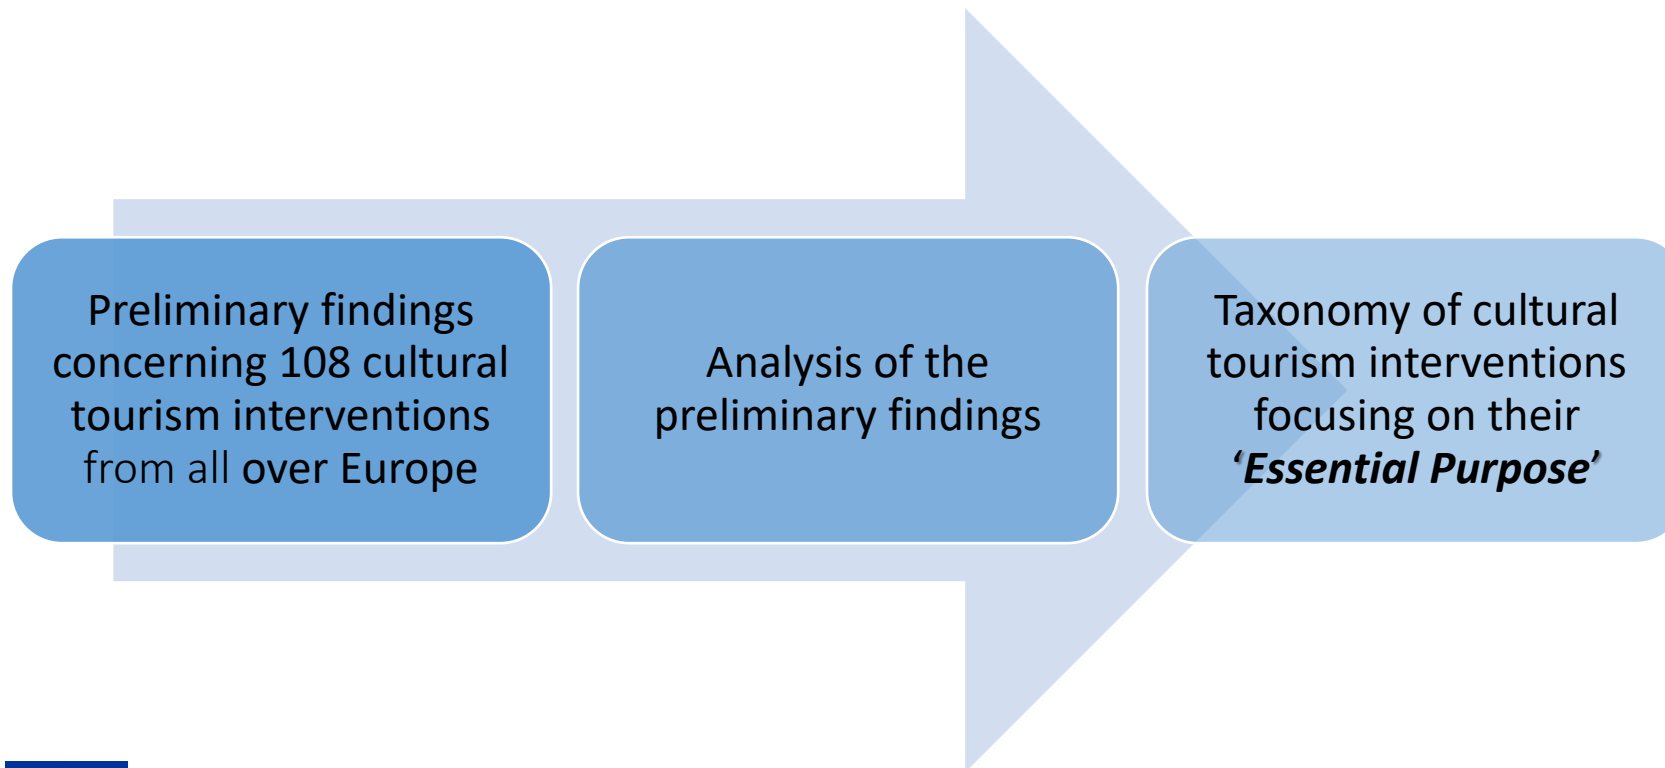 Preliminary findings
concerning 108 cultural
tourism interventions
from all over Europe
Analysis of the
preliminary findings
Taxonomy of cultural
tourism interventions
focusing on their
‘Essential Purpose’